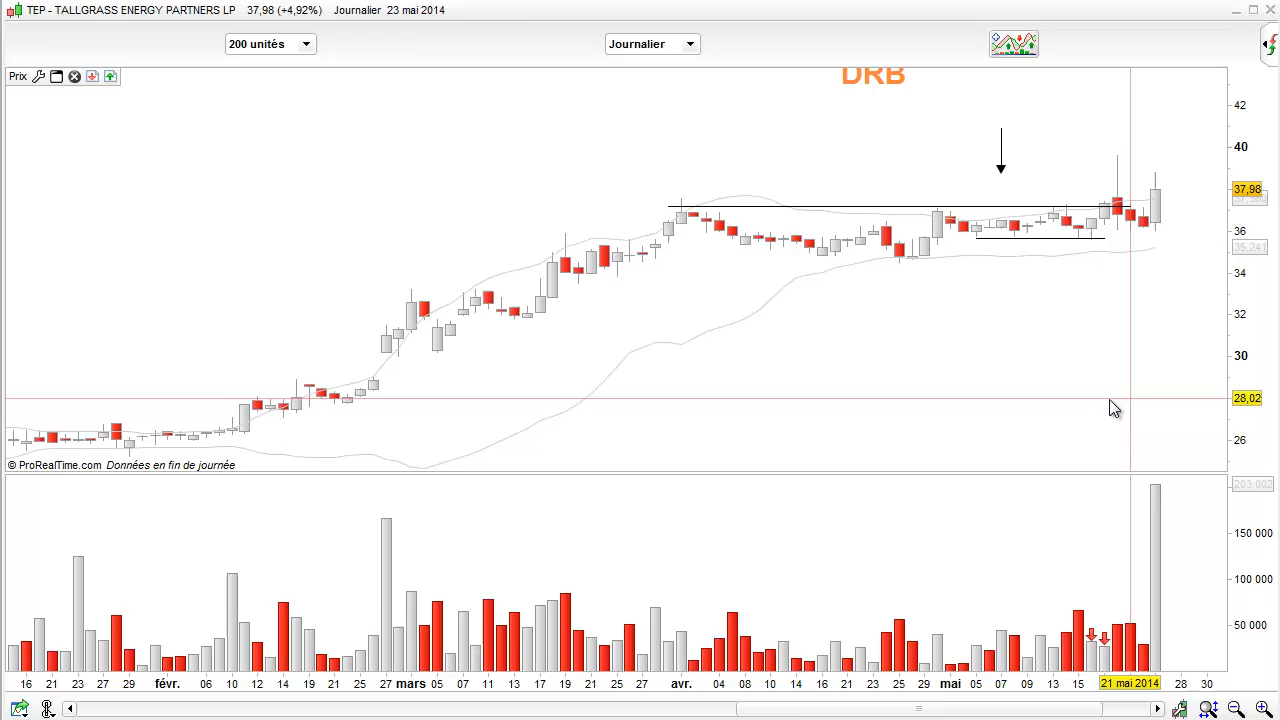 TEP - TALLGRASS ENERGY PARTNERS LP 37,98 (+4,92%) Journalier 23 mai 2014
200 unités
Journalier
Prix
DRB
42
40
37,98
36
35,241
34
32
30
28,02
26
© ProRealTime.com Données en fin de journée
203 002
150 000
100 000
50 000
16 21 23 27 29 févr. 06 10 12 14 18 21 25 27 mars 05 07 11 13 17 19 21 25 27 avr. 04 08 10 14 16 21 23 25 29 mai 05 07 09 13 15 21 mai 2014 28 30